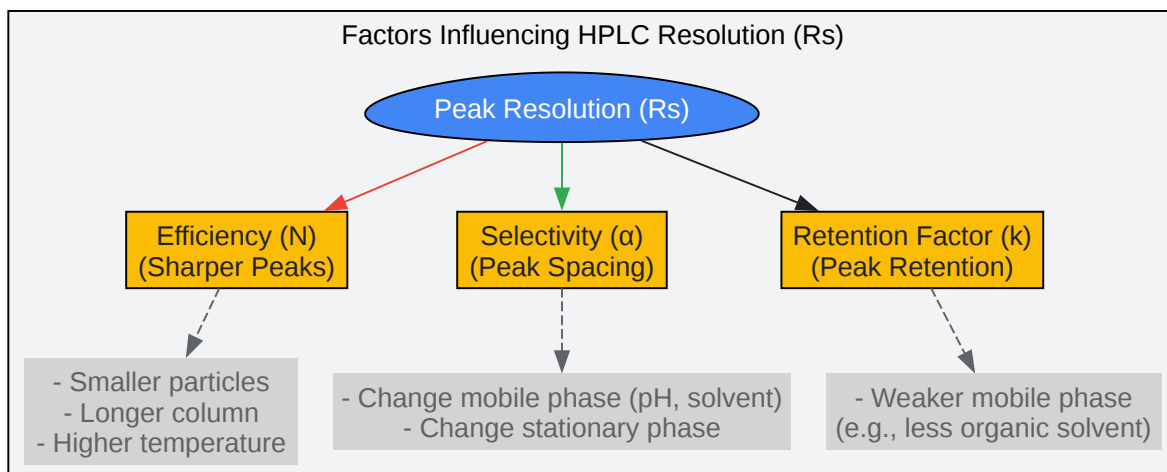 Factors Influencing HPLC Resolution (Rs)
Peak Resolution (Rs)
Efficiency (N)
(Sharper Peaks)
Selectivity (α)
(Peak Spacing)
Retention Factor (k)
(Peak Retention)
- Smaller particles
- Longer column
- Higher temperature
- Change mobile phase (pH, solvent)
- Change stationary phase
- Weaker mobile phase
(e.g., less organic solvent)